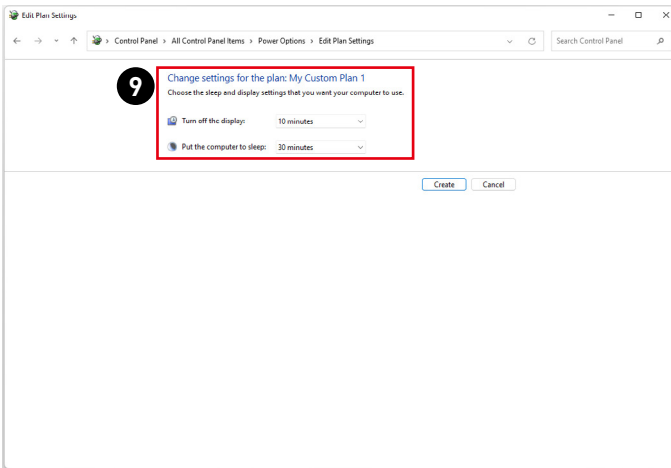 Edit Plan Settings
Control Panel > All Control Panel Items > Power Options > Edit Plan Settings
Search Control Panel
9
Change settings for the plan: My Custom Plan 1
Choose the sleep and display settings that you want your computer to use.
Turn off the display: 10 minutes
Put the computer to sleep: 30 minutes
Create Cancel